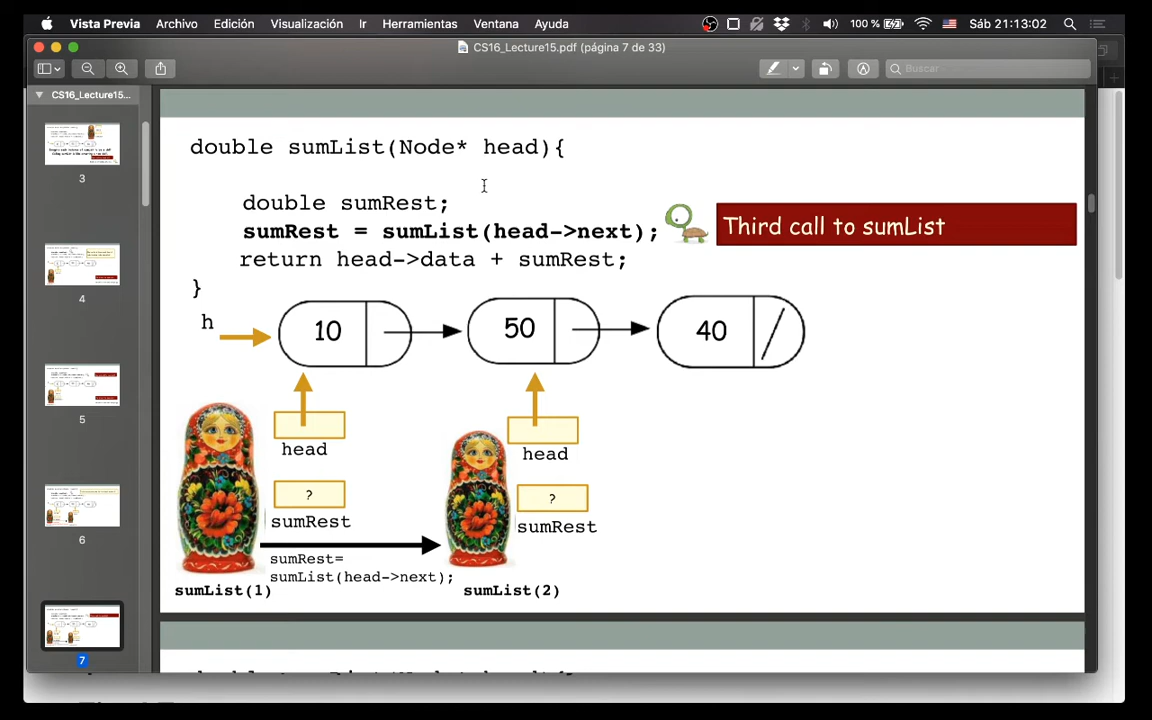 Vista Previa Archivo Edición Visualización Ir Herramientas Ventana Ayuda 100 % Sáb 21:13:02
CS16_Lecture15.pdf (página 7 de 33)
Buscar
CS16_Lecture15...
3
4
5
6
7
double sumList(Node* head){
double sumRest;
sumRest = sumList(head->next);
Third call to sumList
return head->data + sumRest;
}
h
10
50
40
head
head
?
?
sumRest
sumRest
sumRest=
sumList(head->next);
sumList(1)
sumList(2)